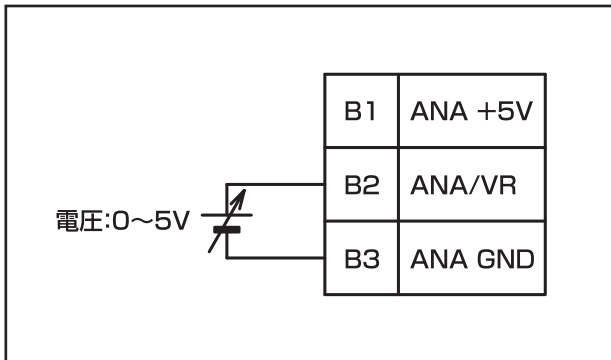 B1 ANA +5V
B2 ANA/VR
電圧:0～5V
B3 ANA GND